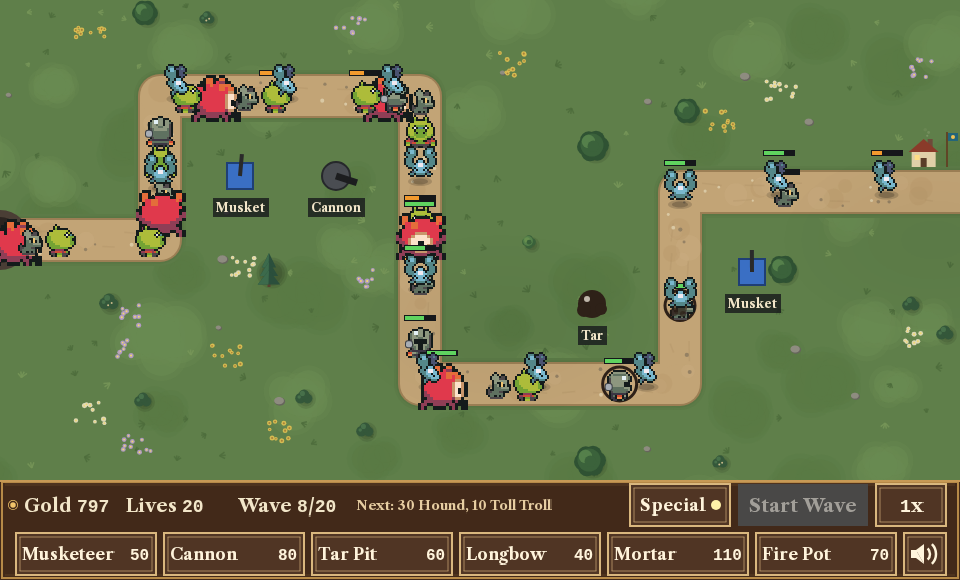 Musket
Cannon
Musket
Tar
Gold 797 Lives 20 Wave 8/20 Next: 30 Hound, 10 Toll Troll
Special
Start Wave
1x
Musketeer 50
Cannon 80
Tar Pit 60
Longbow 40
Mortar 110
Fire Pot 70